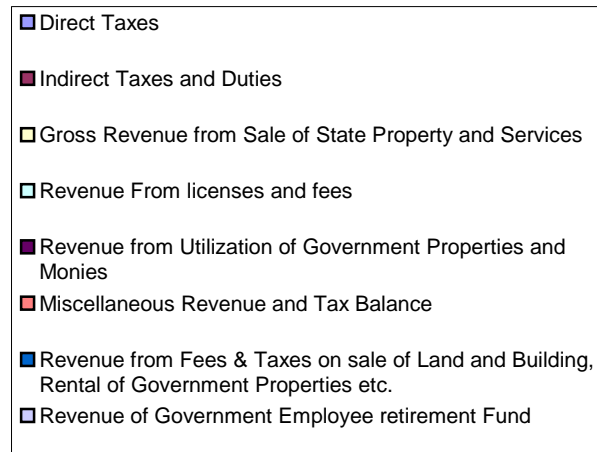 Direct Taxes
Indirect Taxes and Duties
Gross Revenue from Sale of State Property and Services
Revenue From licenses and fees
Revenue from Utilization of Government Properties and
Monies
Miscellaneous Revenue and Tax Balance
Revenue from Fees & Taxes on sale of Land and Building,
Rental of Government Properties etc.
Revenue of Government Employee retirement Fund